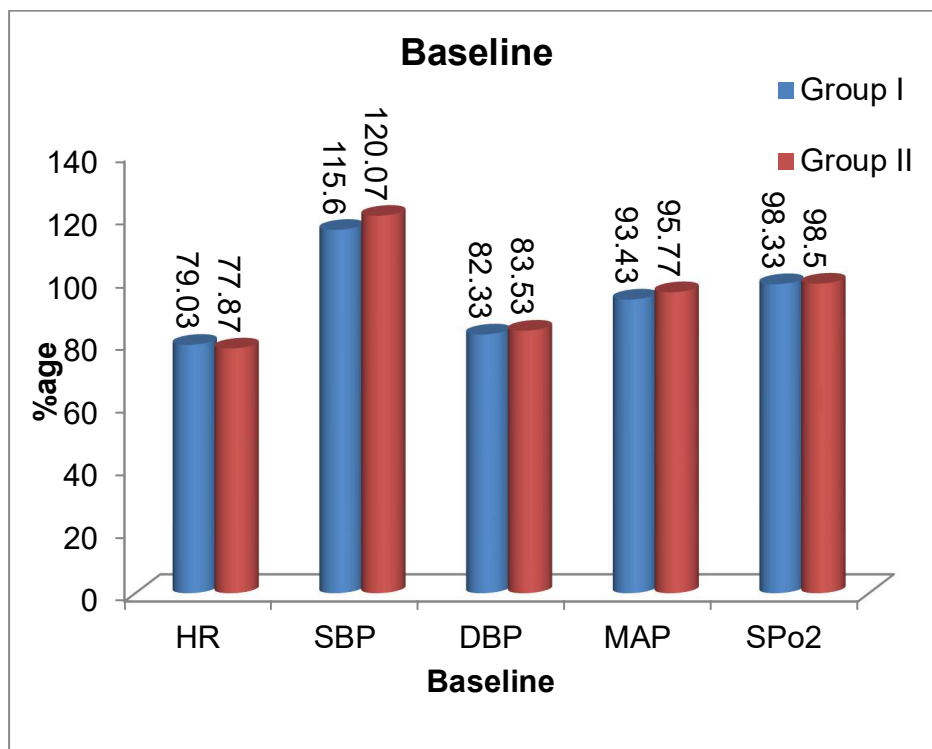 Baseline
Group I
Group II
%age
140
120
100
80
60
40
20
0
79.03
77.87
115.6
120.07
82.33
83.53
93.43
95.77
98.33
98.5
HR
SBP
DBP
MAP
SPo2
Baseline